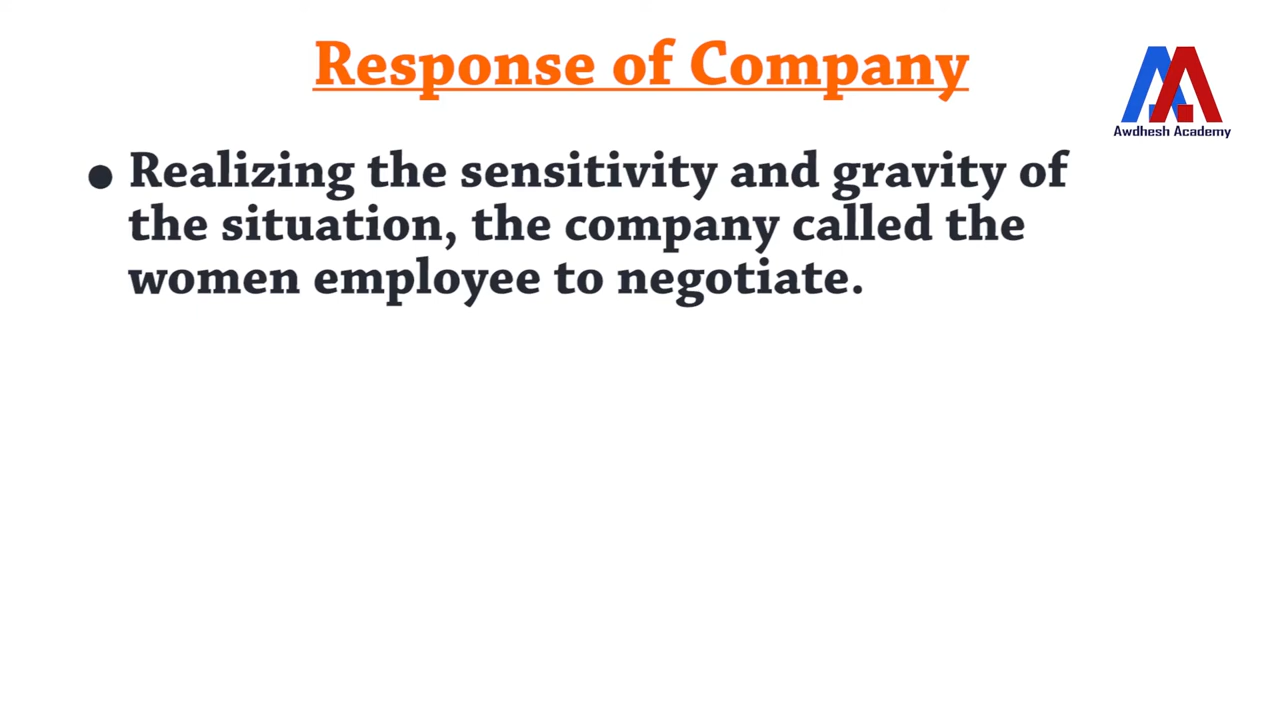 Response of Company
Awdhesh Academy
• Realizing the sensitivity and gravity of
the situation, the company called the
women employee to negotiate.